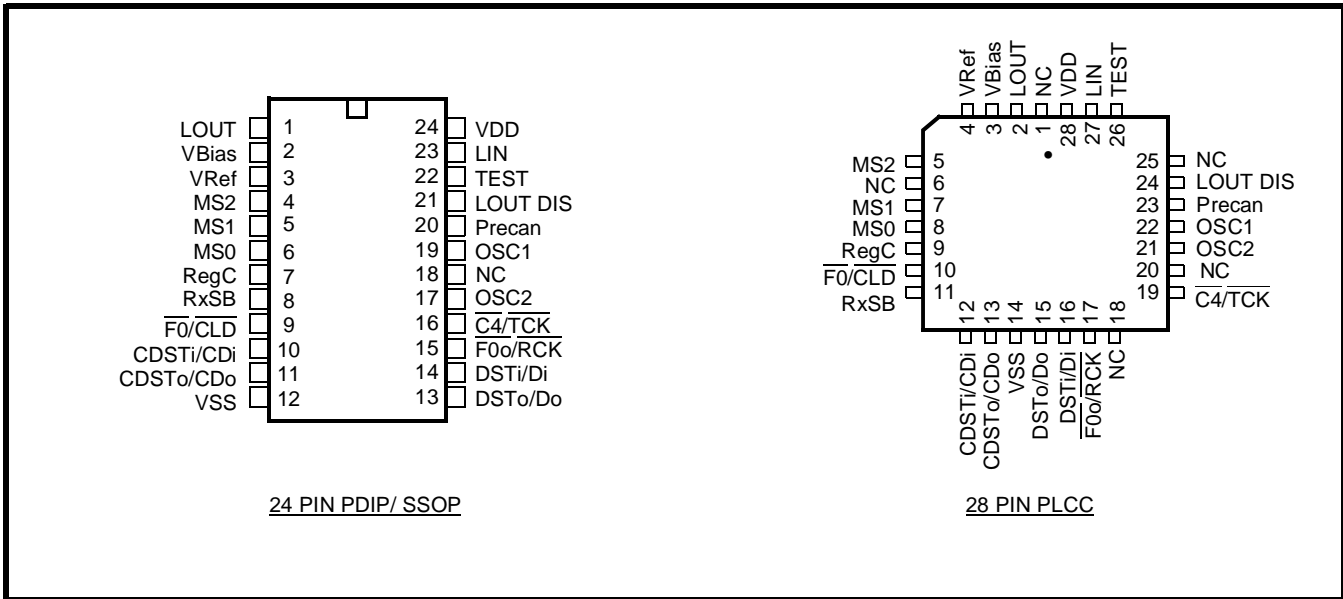 LOUT 1 24 VDD
VBias 2 23 LIN
VRef 3 22 TEST
MS2 4 21 LOUT DIS
MS1 5 20 Precan
MS0 6 19 OSC1
RegC 7 18 NC
RxSB 8 17 OSC2
F0/CLD 9 16 C4/TCK
CDSTi/CDi 10 15 F0o/RCK
CDSTo/CDo 11 14 DSTi/Di
VSS 12 13 DSTo/Do
24 PIN PDIP/ SSOP
VRef VBias LOUT NC VDD LIN TEST
4 3 2 1 28 27 26
MS2 5 25 NC
NC 6 24 LOUT DIS
MS1 7 23 Precan
MS0 8 22 OSC1
RegC 9 21 OSC2
F0/CLD 10 20 NC
RxSB 11 19 C4/TCK
12 13 14 15 16 17 18
CDSTi/CDi CDSTo/CDo VSS DSTo/Do DSTi/Di F0o/RCK NC
28 PIN PLCC